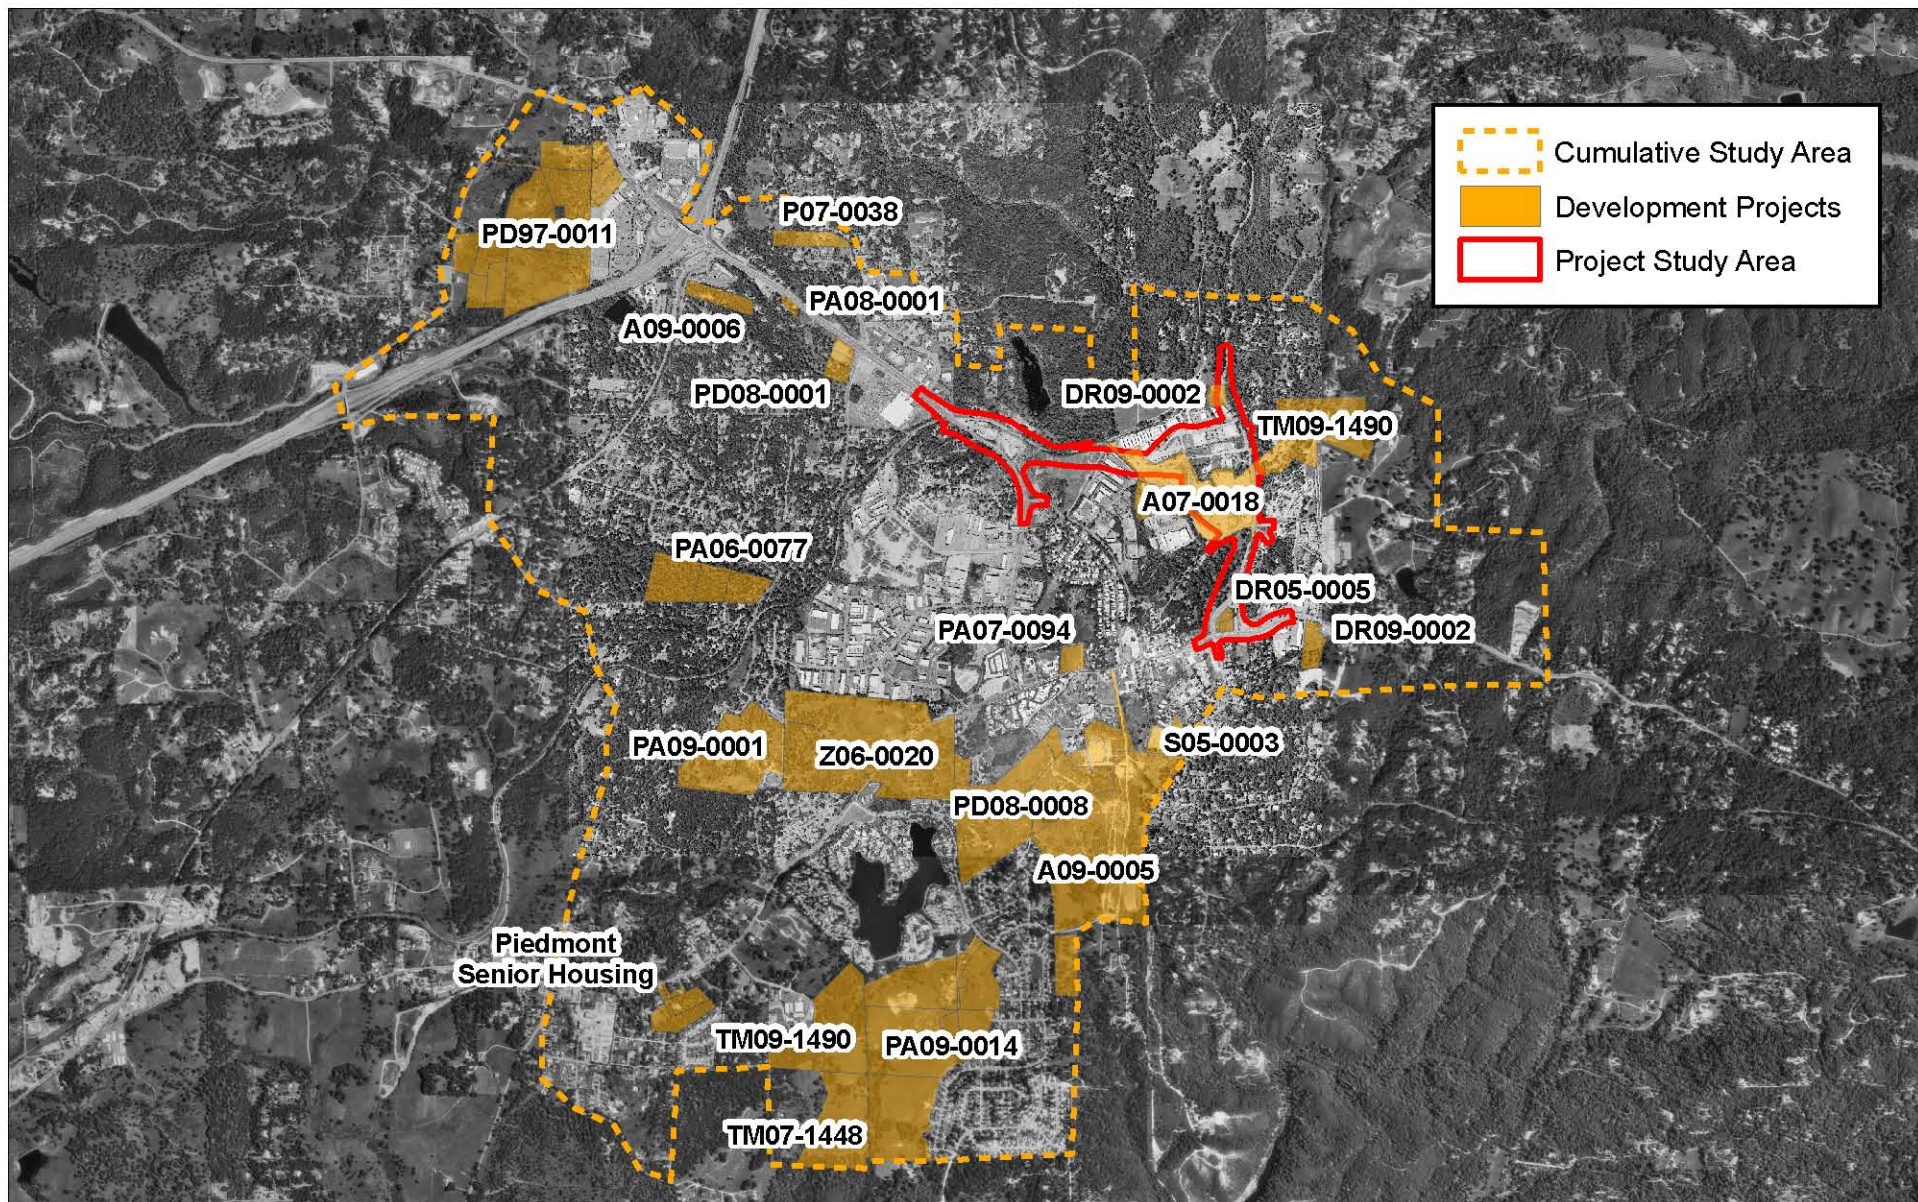 Cumulative Study Area
Development Projects
Project Study Area
P07-0038
PD97-0011
PA08-0001
A09-0006
PD08-0001
DR09-0002
TM09-1490
A07-0018
PA06-0077
DR05-0005
PA07-0094
DR09-0002
PA09-0001
Z06-0020
S05-0003
PD08-0008
A09-0005
Piedmont
Senior Housing
TM09-1490
PA09-0014
TM07-1448